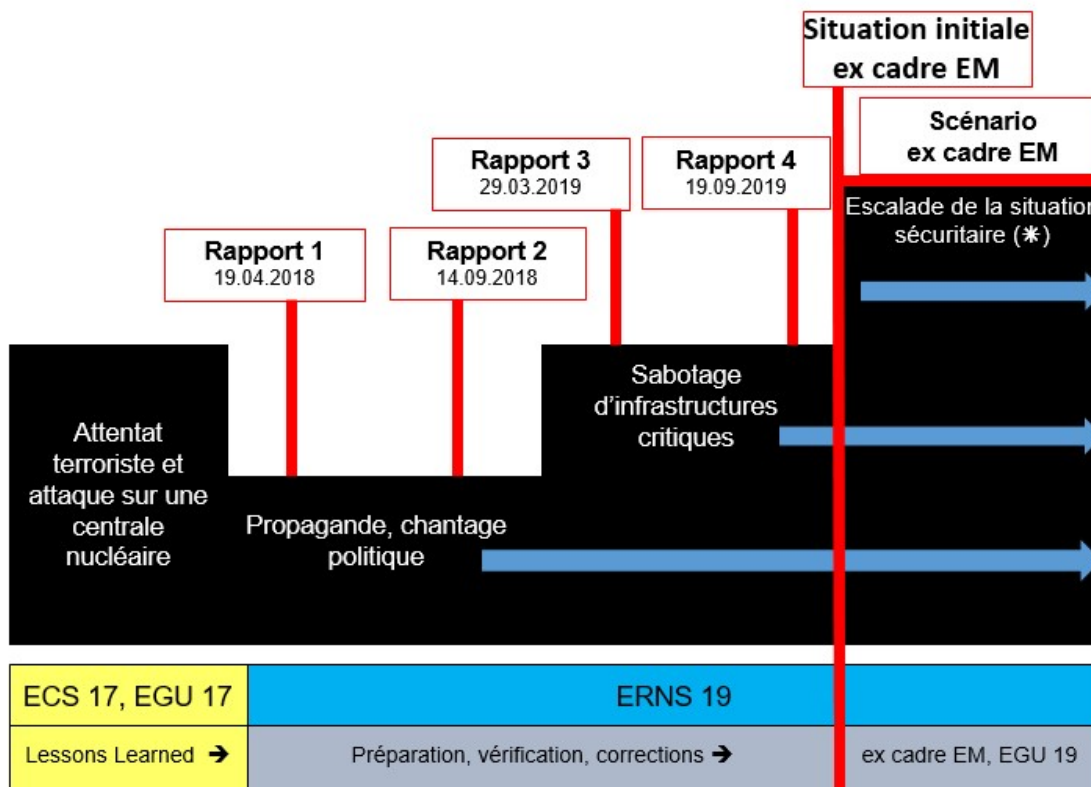 Situation initiale
ex cadre EM
Scénario
ex cadre EM
Rapport 3
29.03.2019
Rapport 4
19.09.2019
Rapport 1
19.04.2018
Rapport 2
14.09.2018
Escalade de la situation
sécuritaire (✱)
Sabotage
d’infrastructures
critiques
Attentat
terroriste et
attaque sur une
centrale
nucléaire
Propagande, chantage
politique
ECS 17, EGU 17
ERNS 19
Lessons Learned ➔
Préparation, vérification, corrections ➔
ex cadre EM, EGU 19